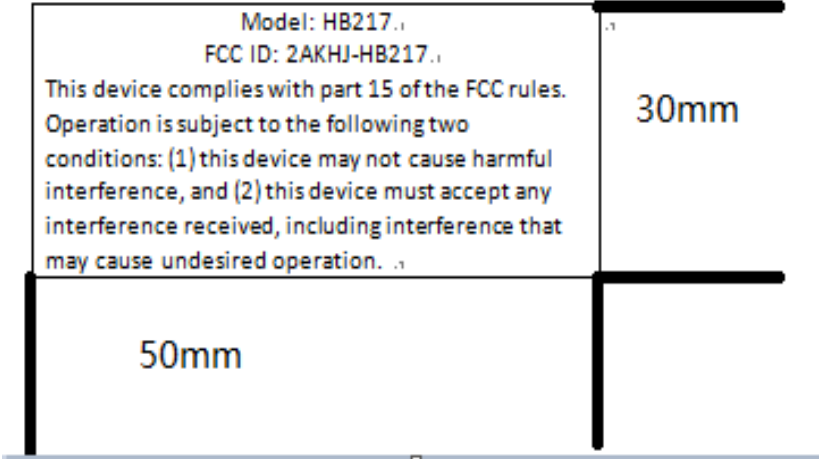 Model: HB217.
FCC ID: 2AKHJ-HB217.
This device complies with part 15 of the FCC rules.
Operation is subject to the following two
conditions: (1) this device may not cause harmful
interference, and (2) this device must accept any
interference received, including interference that
may cause undesired operation.
30mm
50mm